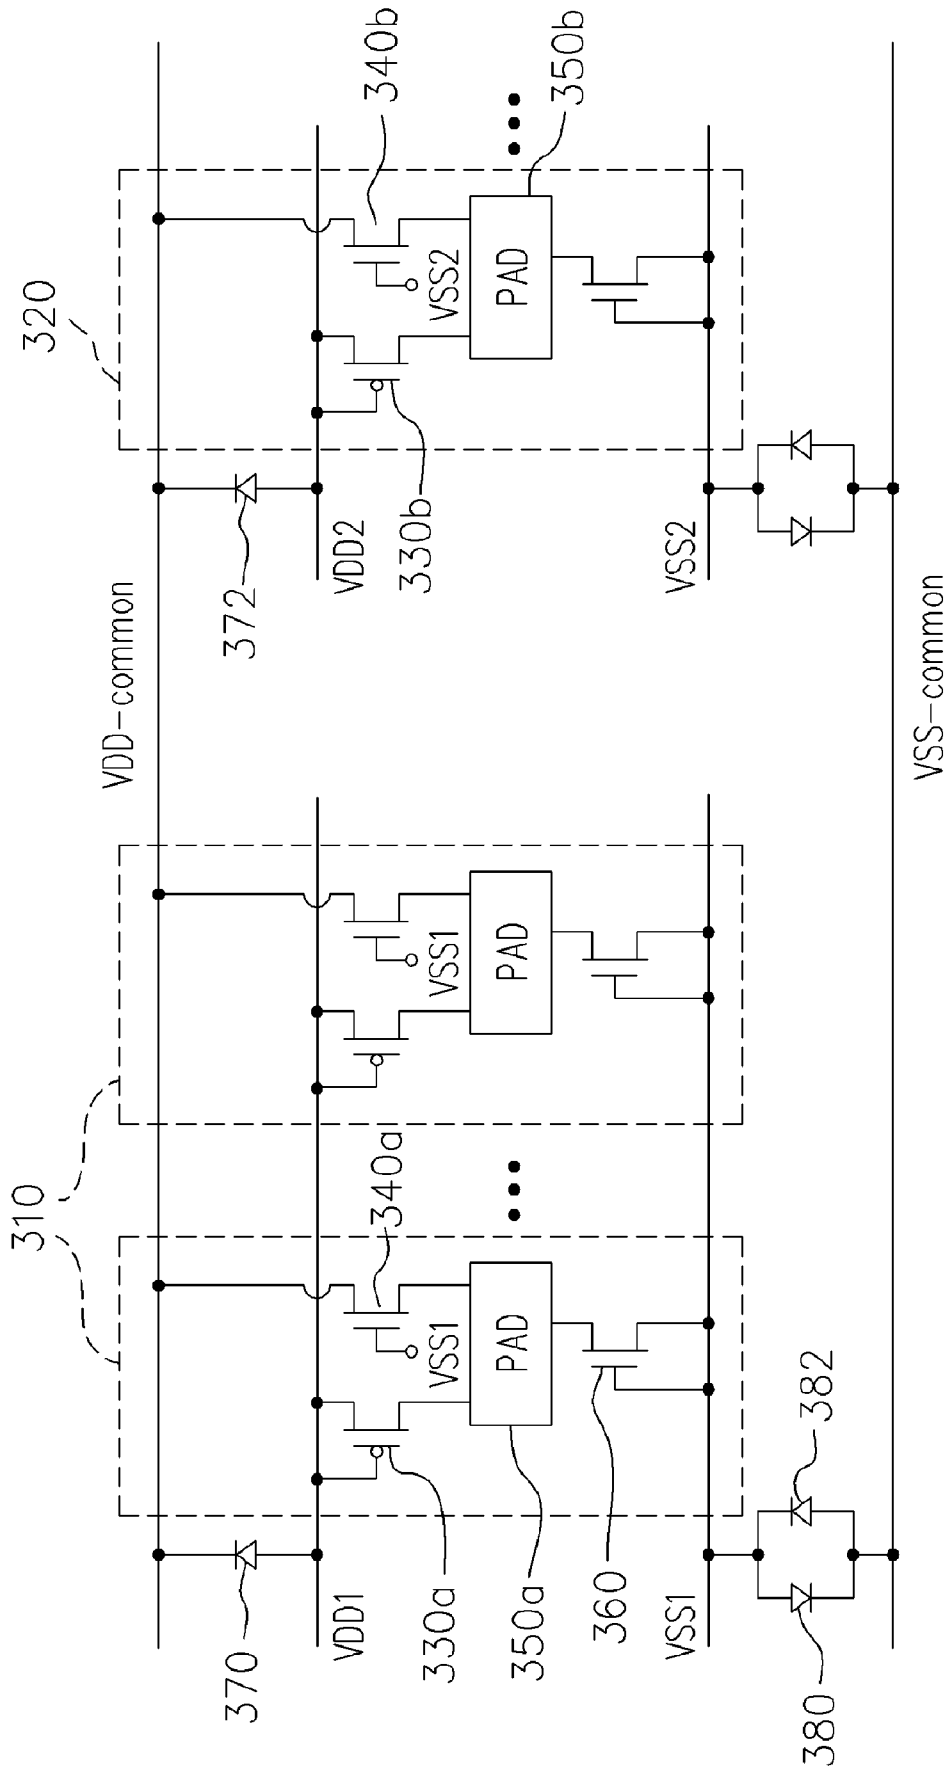 310
320
VDD-common
370
372
VDD1
VDD2
330a
340a
VSS1
VSS1
330b
340b
VSS2
350a
PAD
PAD
PAD
350b
360
VSS1
VSS2
380
382
VSS-common